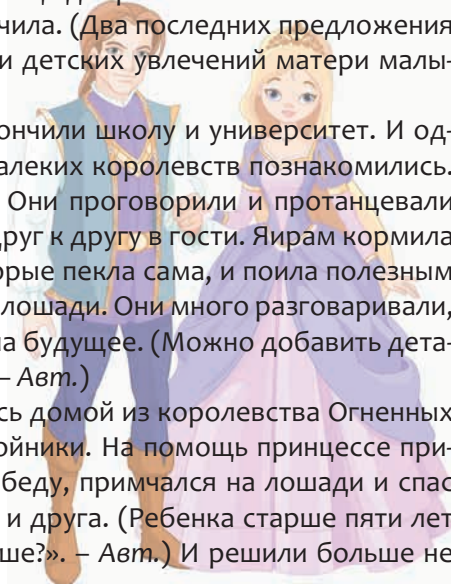 чила. (Два последних предложения
и детских увлечений матери малы-
ончили школу и университет. И од-
алеких королевств познакомились.
Они проговорили и протанцевали
друг к другу в гости. Яирам кормила
орые пекла сама, и поила полезным
лошади. Они много разговаривали,
на будущее. (Можно добавить дета-
– Авт.)
сь домой из королевства Огненных
ойники. На помощь принцессе при-
беду, примчался на лошади и спас
и друга. (Ребенка старше пяти лет
ше?». – Авт.) И решили больше не